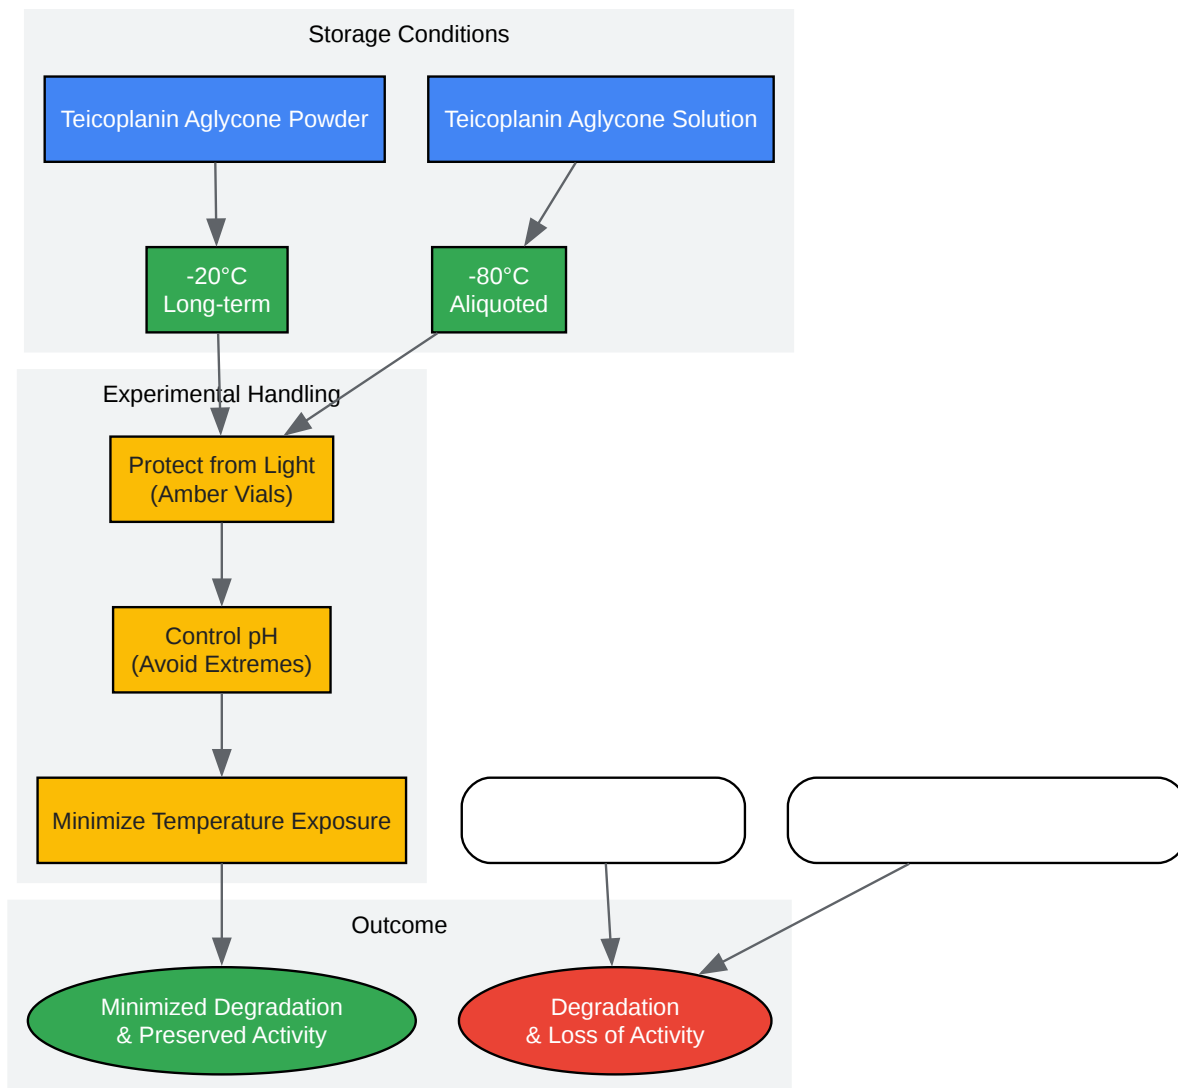 Storage Conditions
Teicoplanin Aglycone Powder
Teicoplanin Aglycone Solution
-20°C
Long-term
-80°C
Aliquoted
Experimental Handling
Protect from Light
(Amber Vials)
Control pH
(Avoid Extremes)
Minimize Temperature Exposure
Outcome
Minimized Degradation
& Preserved Activity
Degradation
& Loss of Activity